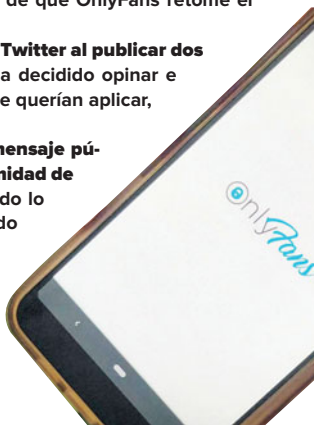 de que OnlyFans retome el
Twitter al publicar dos
a decidido opinar e
e querían aplicar,
nensaje pú-
nidad de
do lo
do
OnlyFans